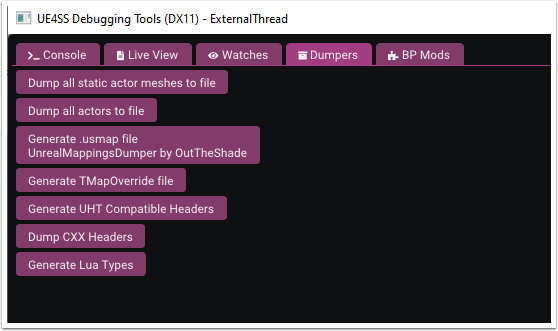 UE4SS Debugging Tools (DX11) - ExternalThread
Console Live View Watches Dumpers BP Mods
Dump all static actor meshes to file
Dump all actors to file
Generate .usmap file
UnrealMappingsDumper by OutTheShade
Generate TMapOverride file
Generate UHT Compatible Headers
Dump CXX Headers
Generate Lua Types